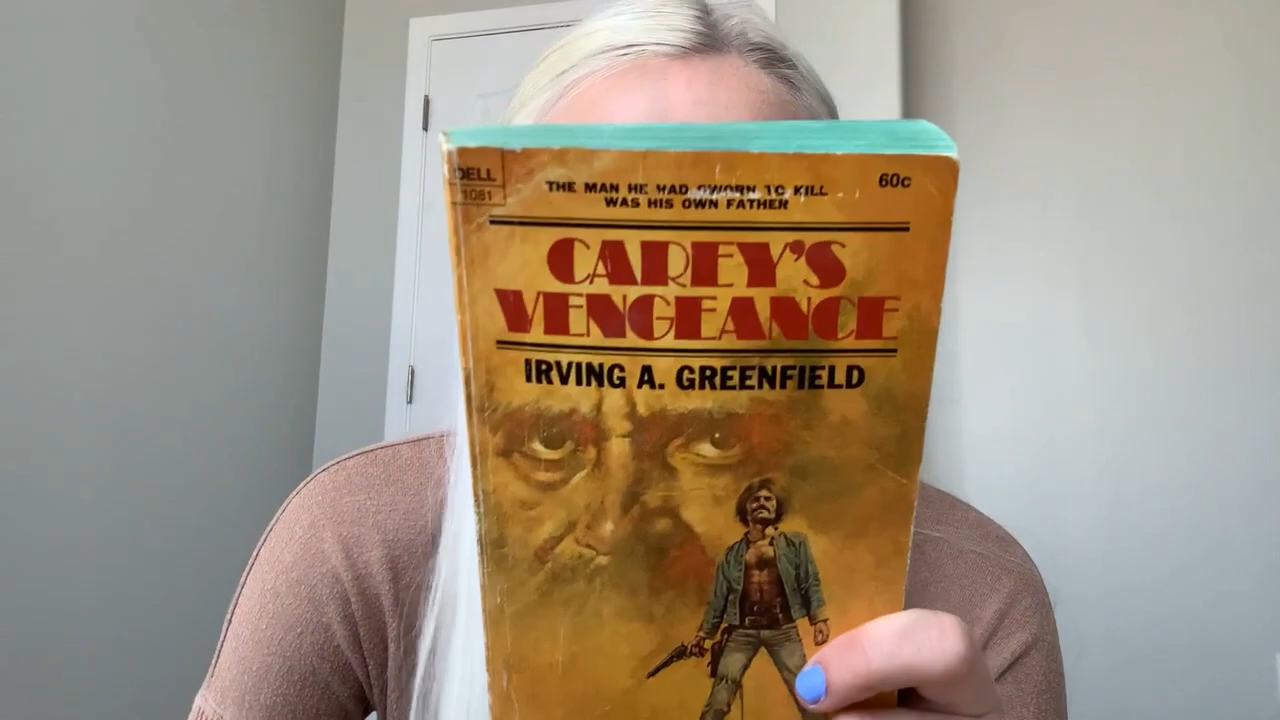 DELL
1081
60c
THE MAN HE HAD SWORN TO KILL
WAS HIS OWN FATHER
CAREY'S
VENGEANCE
IRVING A. GREENFIELD